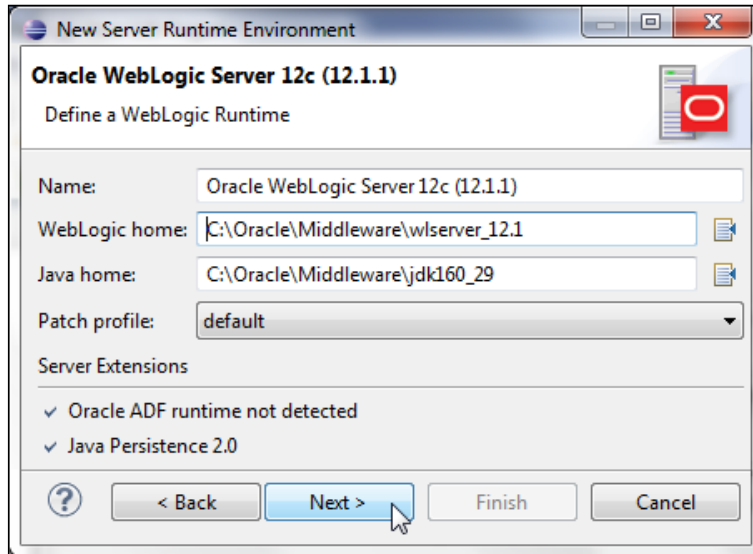 New Server Runtime Environment
Oracle WebLogic Server 12c (12.1.1)
Define a WebLogic Runtime
Name: Oracle WebLogic Server 12c (12.1.1)
WebLogic home: C:\Oracle\Middleware\wlserver_12.1
Java home: C:\Oracle\Middleware\jdk160_29
Patch profile: default
Server Extensions
Oracle ADF runtime not detected
Java Persistence 2.0
? < Back Next > Finish Cancel